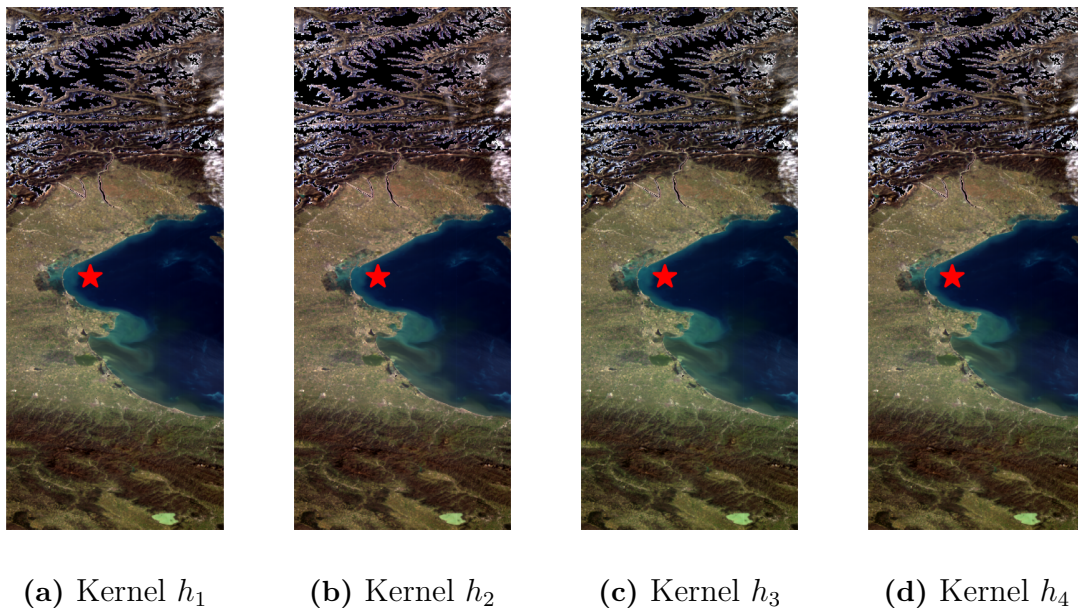 (a) Kernel h₁
(b) Kernel h₂
(c) Kernel h₃
(d) Kernel h₄